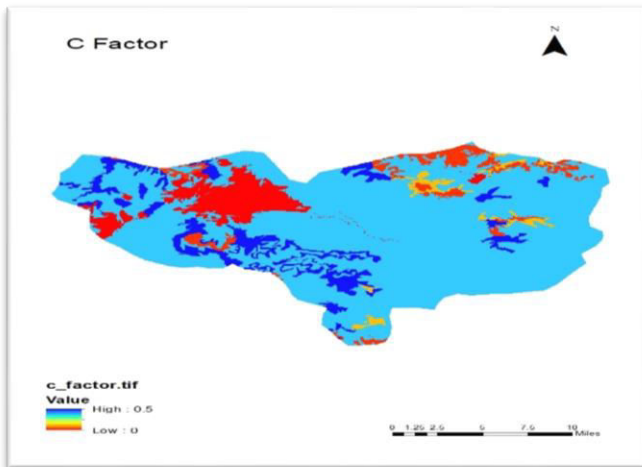 C Factor
N
c_factor.tif
Value
High : 0.5
Low : 0
0 1.25 2.5 5 7.5 10
Miles